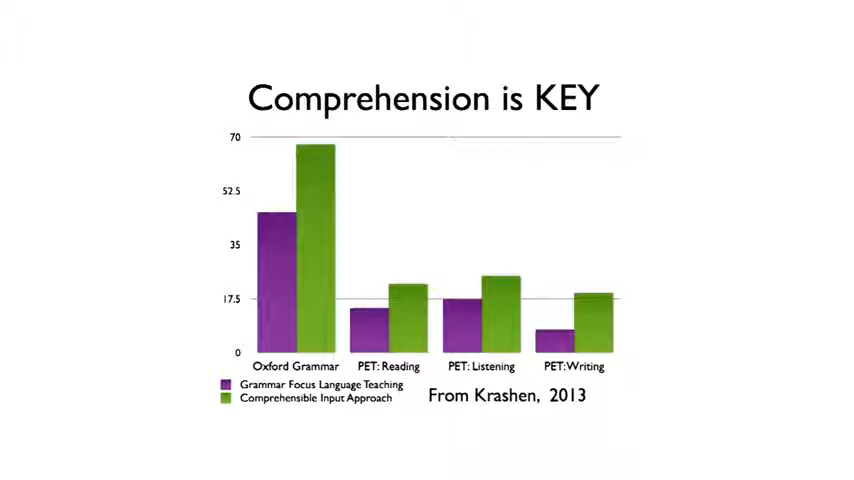 Comprehension is KEY
70
52.5
35
17.5
0
Oxford Grammar PET: Reading PET: Listening PET: Writing
Grammar Focus Language Teaching
Comprehensible Input Approach
From Krashen, 2013